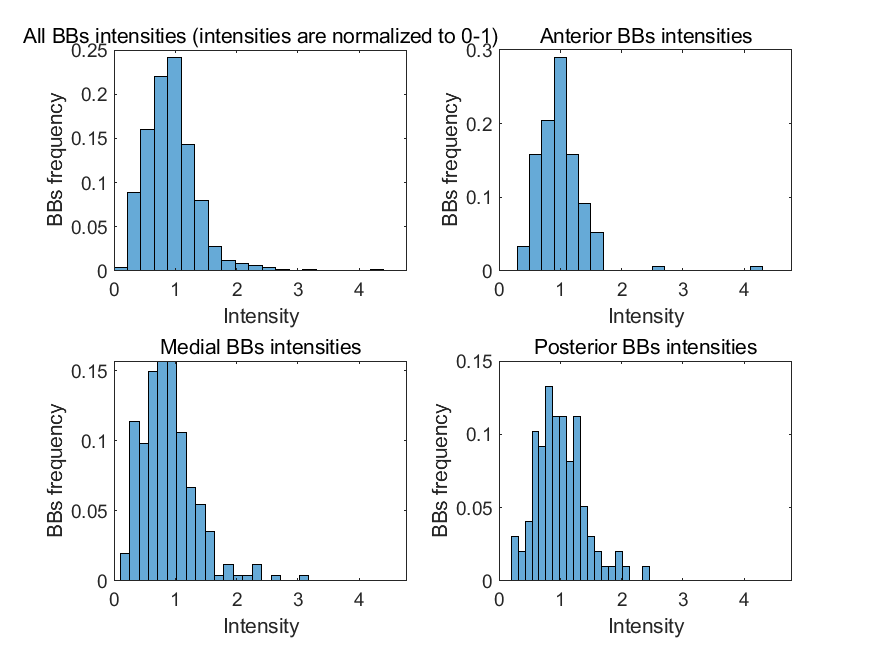 All BBs intensities (intensities are normalized to 0-1)
0.25
0.2
0.15
0.1
0.05
0
BBs frequency
0 1 2 3 4
Intensity
Anterior BBs intensities
0.3
0.2
0.1
0
BBs frequency
0 1 2 3 4
Intensity
Medial BBs intensities
0.15
0.1
0.05
0
BBs frequency
0 1 2 3 4
Intensity
Posterior BBs intensities
0.15
0.1
0.05
0
BBs frequency
0 1 2 3 4
Intensity